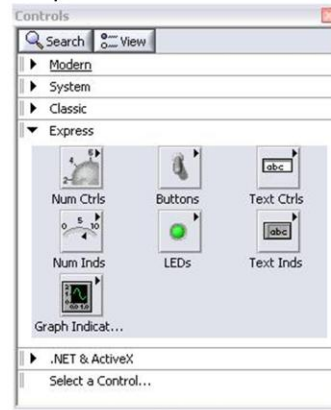 Controls
Search View
Modern
System
Classic
Express
Num Ctrls Buttons Text Ctrls
Num Inds LEDs Text Inds
Graph Indicat...
.NET & ActiveX
Select a Control...